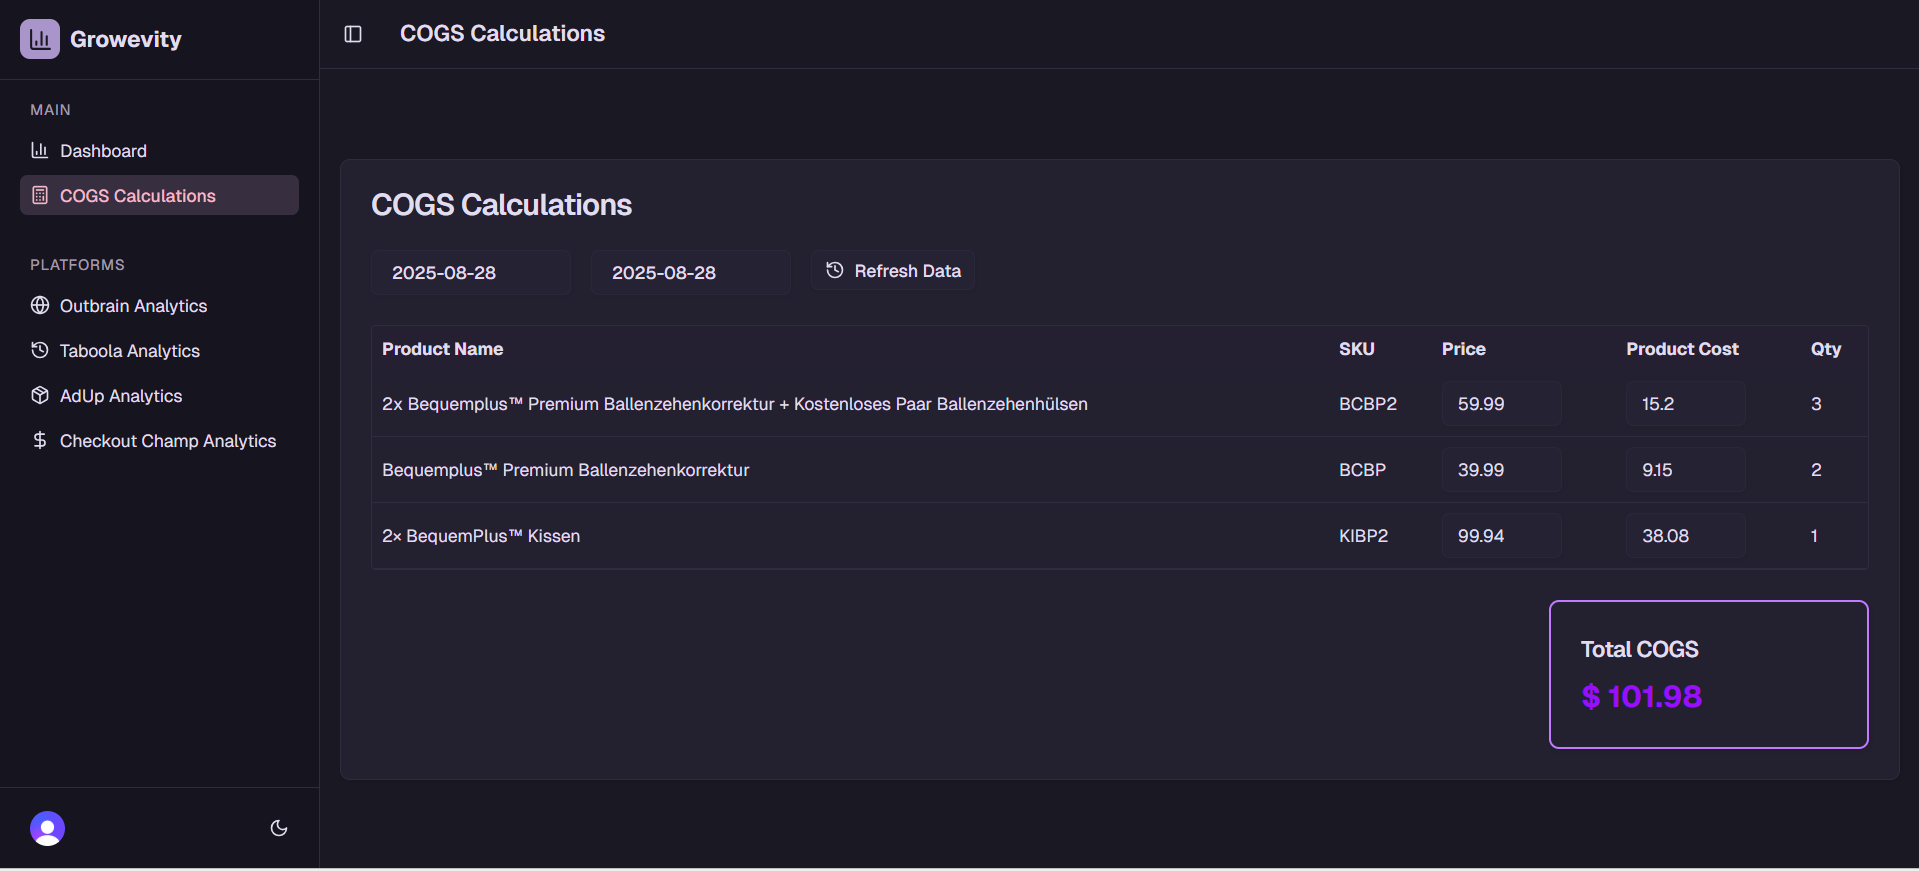 Growevity
COGS Calculations
MAIN
Dashboard
COGS Calculations
PLATFORMS
Outbrain Analytics
Taboola Analytics
AdUp Analytics
Checkout Champ Analytics
COGS Calculations
2025-08-28 2025-08-28 Refresh Data
Product Name SKU Price Product Cost Qty
2x Bequemplus™ Premium Ballenzehenkorrektur + Kostenloses Paar Ballenzehenhülsen BCBP2 59.99 15.2 3
Bequemplus™ Premium Ballenzehenkorrektur BCBP 39.99 9.15 2
2× BequemPlus™ Kissen KIBP2 99.94 38.08 1
Total COGS
$ 101.98